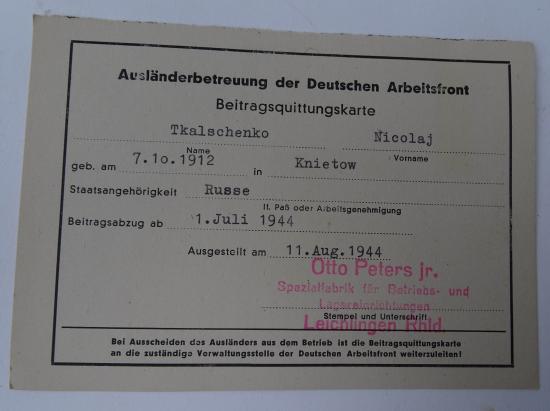 Ausländerbetreuung der Deutschen Arbeitsfront
Beitragsquittungskarte
Tkalschenko Nicolaj
Name Vorname
geb. am 7.10.1912 in Knietow
Staatsangehörigkeit Russe
lt. Paß oder Arbeitsgenehmigung
Beitragsabzug ab 1.Juli 1944
Ausgestellt am 11.Aug.1944
Otto Peters jr.
Spezialfabrik für Betriebs- und
Lagereinrichtungen
Stempel und Unterschrift
Leichlingen Rhld.
Bei Ausscheiden des Ausländers aus dem Betrieb ist die Beitragsquittungskarte
an die zuständige Verwaltungsstelle der Deutschen Arbeitsfront weiterzuleiten!